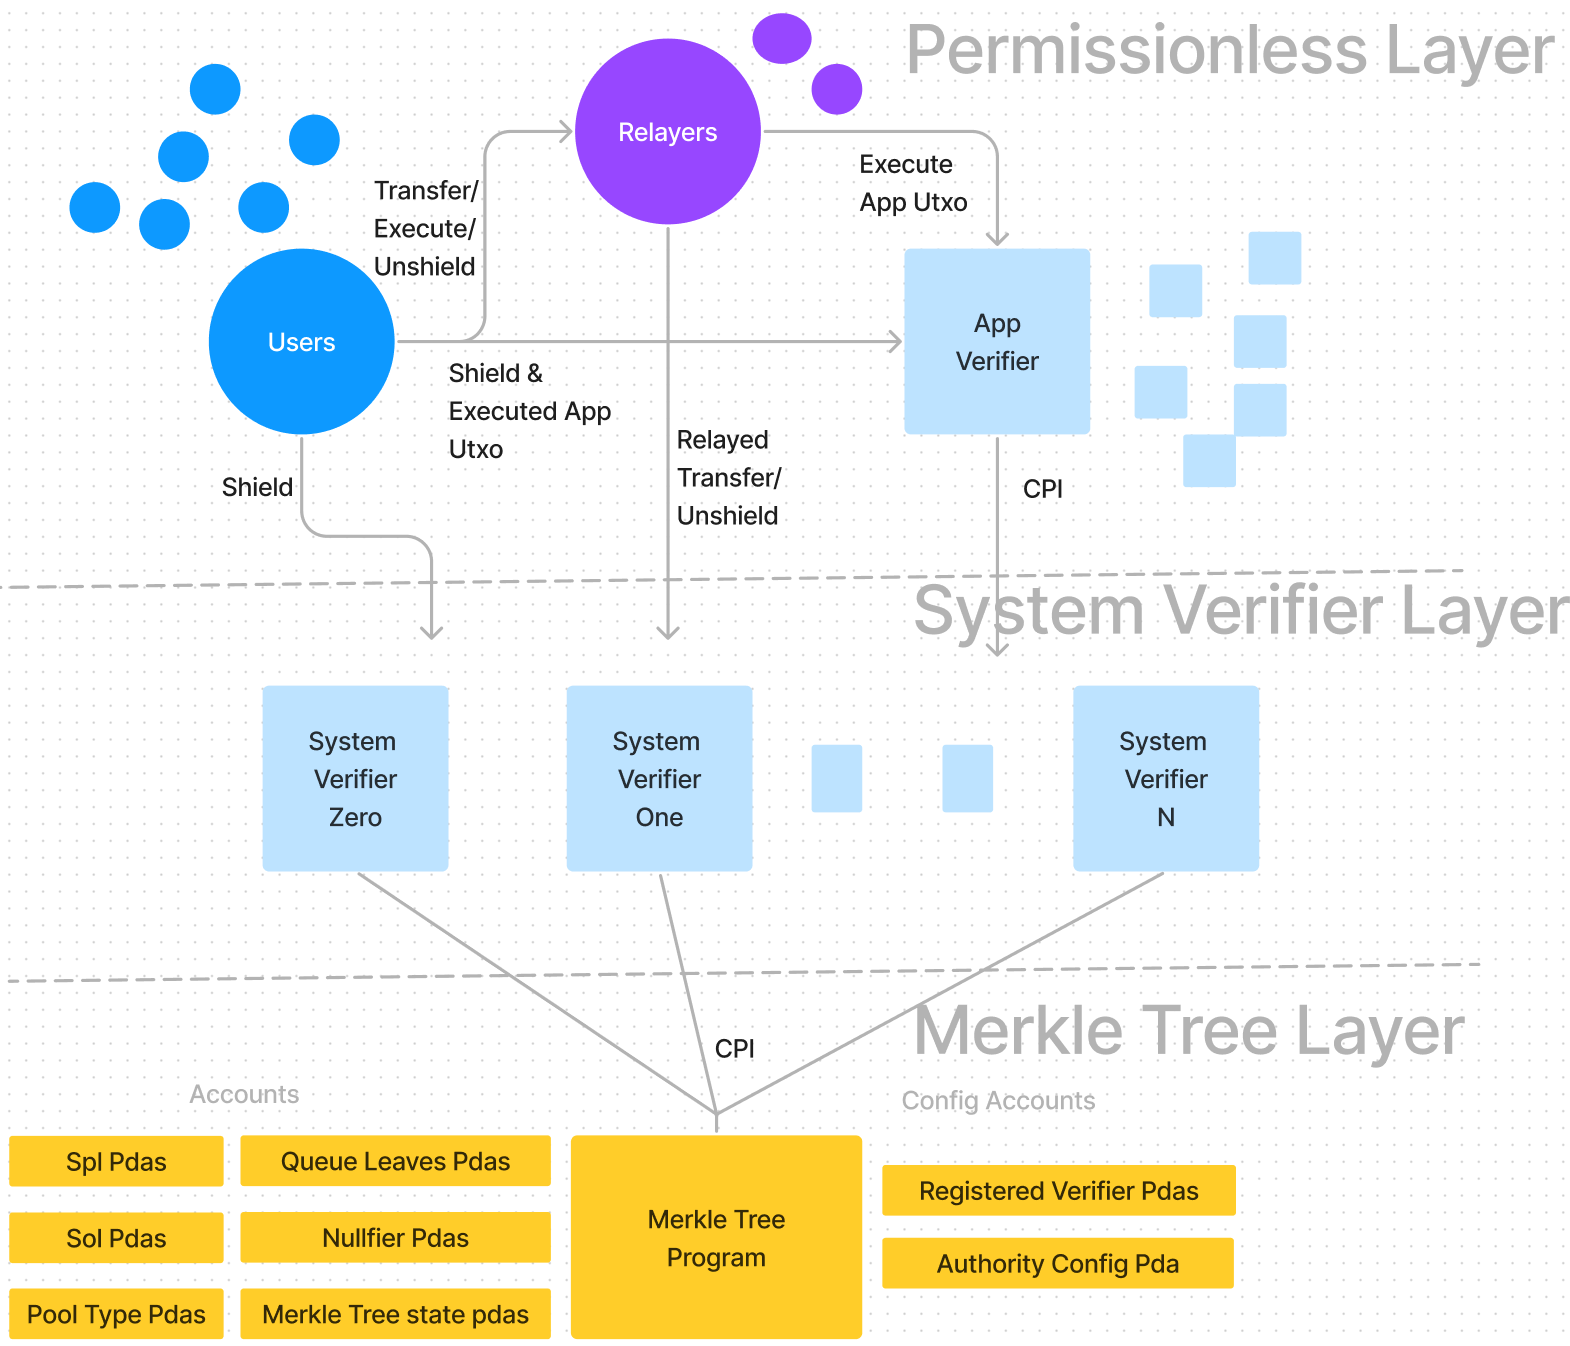 Permissionless Layer
Relayers
Execute
App Utxo
Transfer/
Execute/
Unshield
Users
App
Verifier
Shield &
Executed App
Utxo
Relayed
Transfer/
Unshield
Shield
CPI
System Verifier Layer
System
Verifier
Zero
System
Verifier
One
System
Verifier
N
Merkle Tree Layer
CPI
Accounts
Config Accounts
Spl Pdas
Queue Leaves Pdas
Sol Pdas
Nullfier Pdas
Pool Type Pdas
Merkle Tree state pdas
Merkle Tree
Program
Registered Verifier Pdas
Authority Config Pda